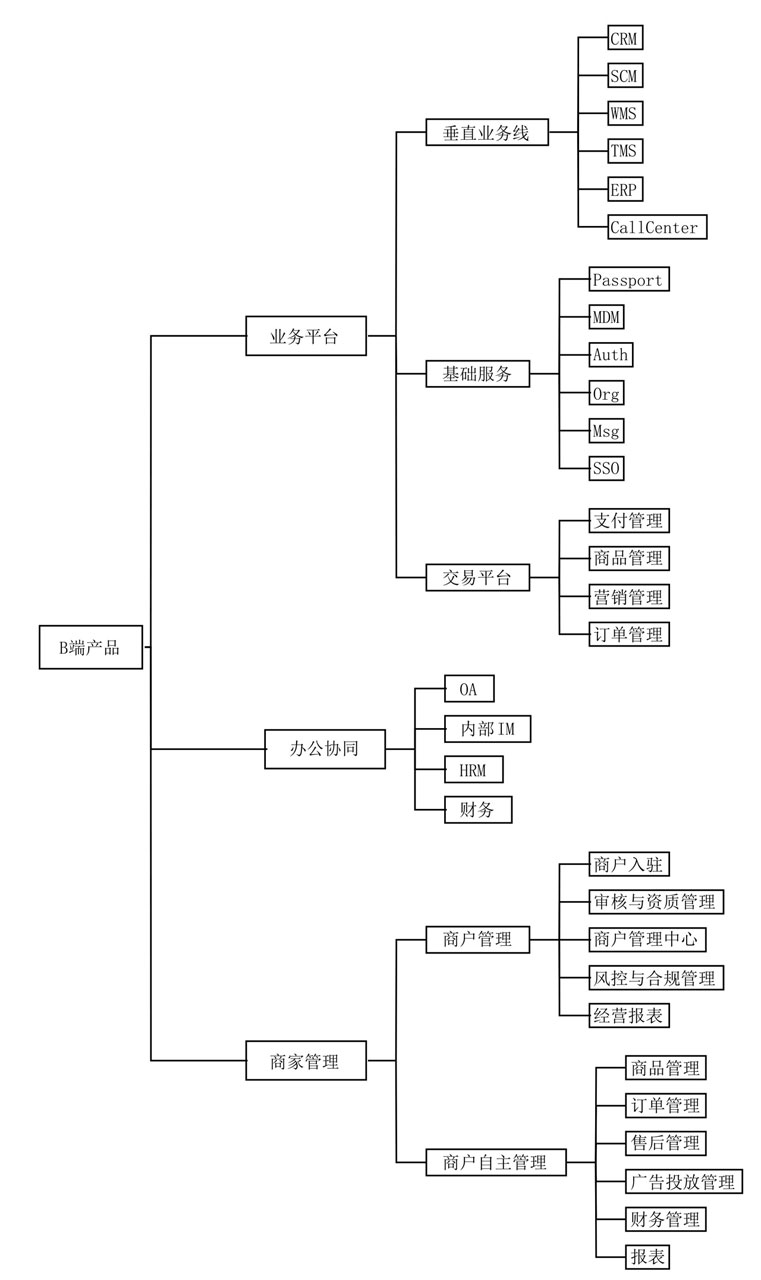 B端产品
业务平台
垂直业务线
CRM
SCM
WMS
TMS
ERP
CallCenter
基础服务
Passport
MDM
Auth
Org
Msg
SSO
交易平台
支付管理
商品管理
营销管理
订单管理
办公协同
OA
内部IM
HRM
财务
商家管理
商户管理
商户入驻
审核与资质管理
商户管理中心
风控与合规管理
经营报表
商户自主管理
商品管理
订单管理
售后管理
广告投放管理
财务管理
报表